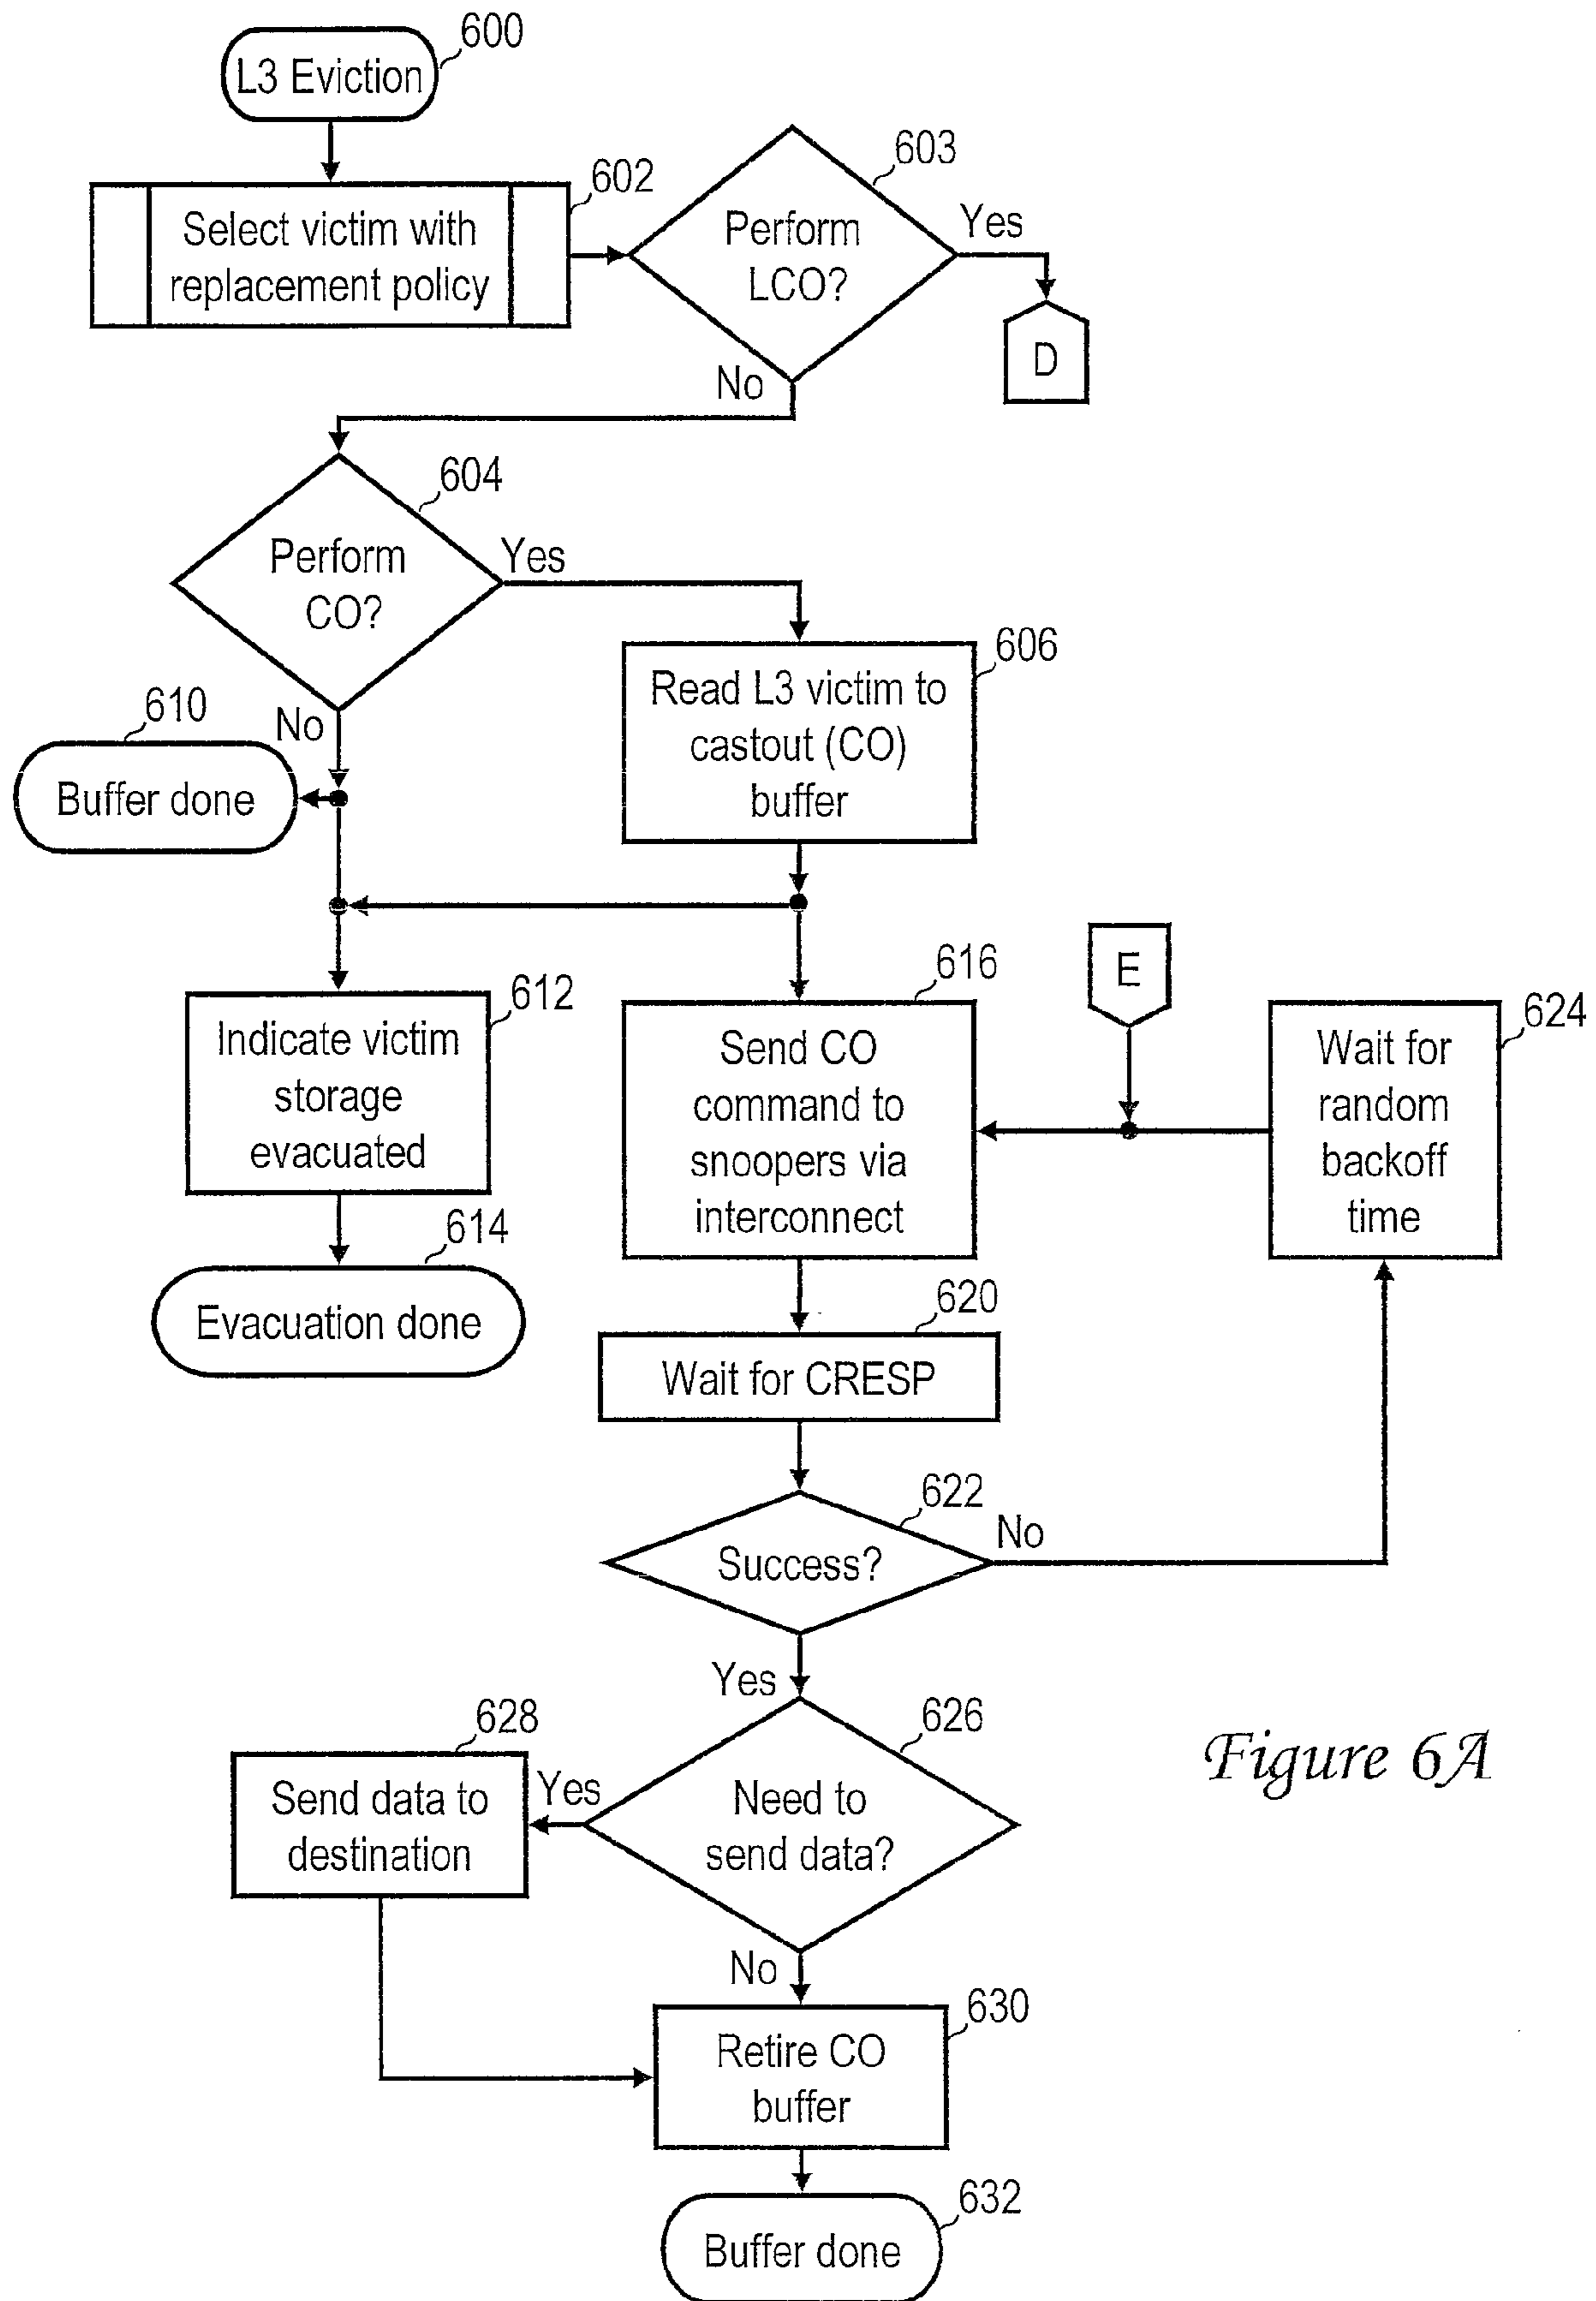 600
L3 Eviction
602
Select victim with
replacement policy
603
Perform
LCO?
Yes
D
No
604
Perform
CO?
Yes
606
Read L3 victim to
castout (CO)
buffer
No
610
Buffer done
612
Indicate victim
storage
evacuated
614
Evacuation done
616
Send CO
command to
snoopers via
interconnect
E
624
Wait for
random
backoff
time
620
Wait for CRESP
622
Success?
No
Yes
626
Need to
send data?
Yes
628
Send data to
destination
No
630
Retire CO
buffer
632
Buffer done
Figure 6A